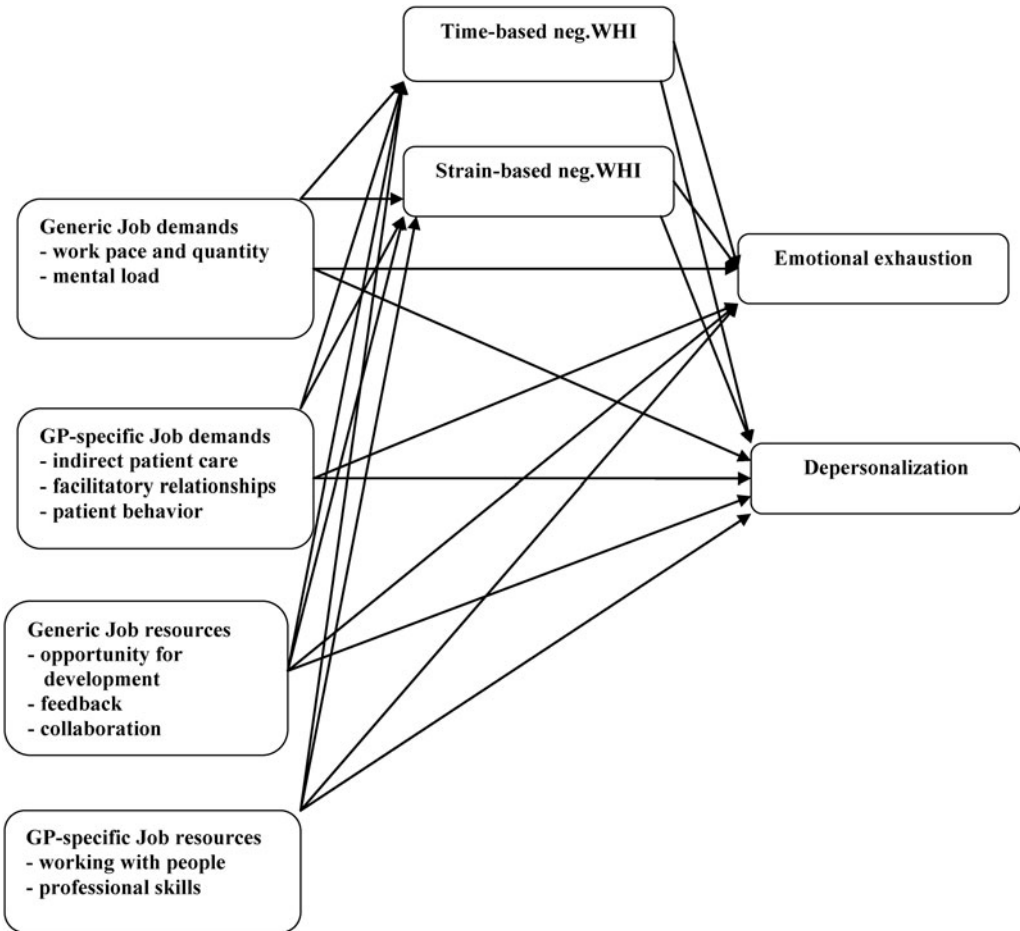 Time-based neg.WHI
Strain-based neg.WHI
Generic Job demands
- work pace and quantity
- mental load
Emotional exhaustion
GP-specific Job demands
- indirect patient care
- facilitatory relationships
- patient behavior
Depersonalization
Generic Job resources
- opportunity for
development
- feedback
- collaboration
GP-specific Job resources
- working with people
- professional skills